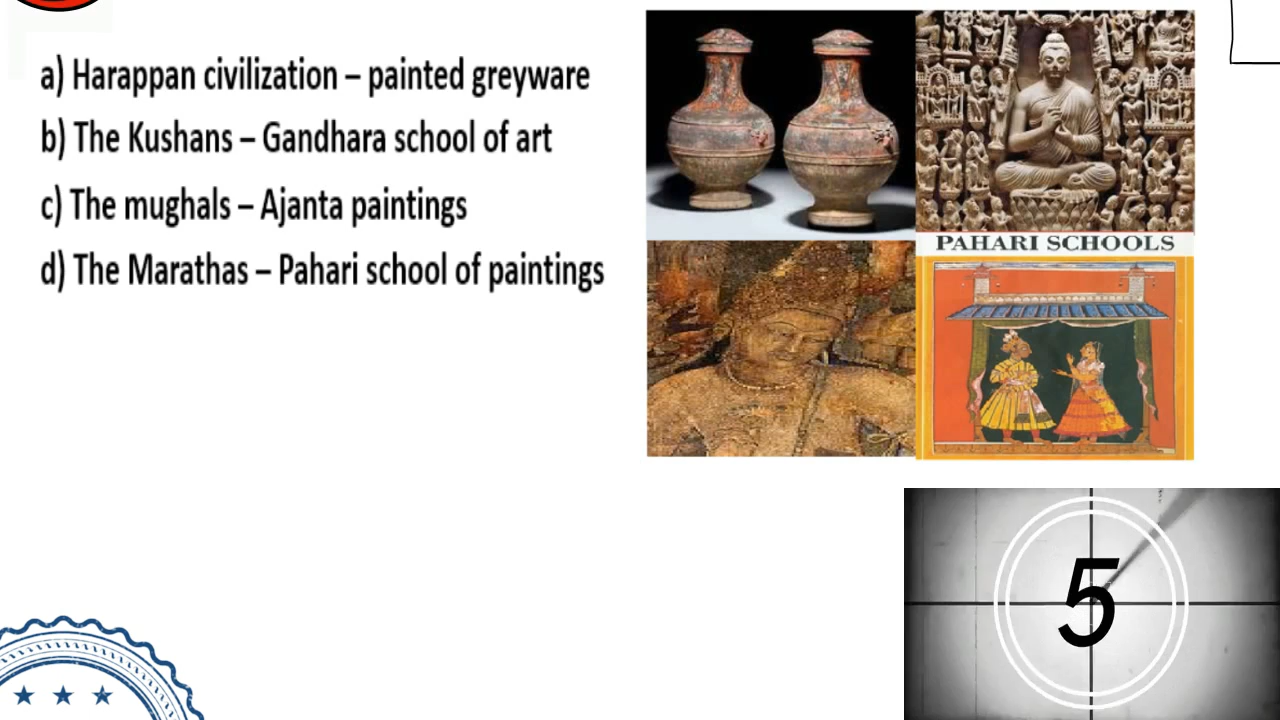 a) Harappan civilization – painted greyware
b) The Kushans – Gandhara school of art
c) The mughals – Ajanta paintings
d) The Marathas – Pahari school of paintings
PAHARI SCHOOLS
5